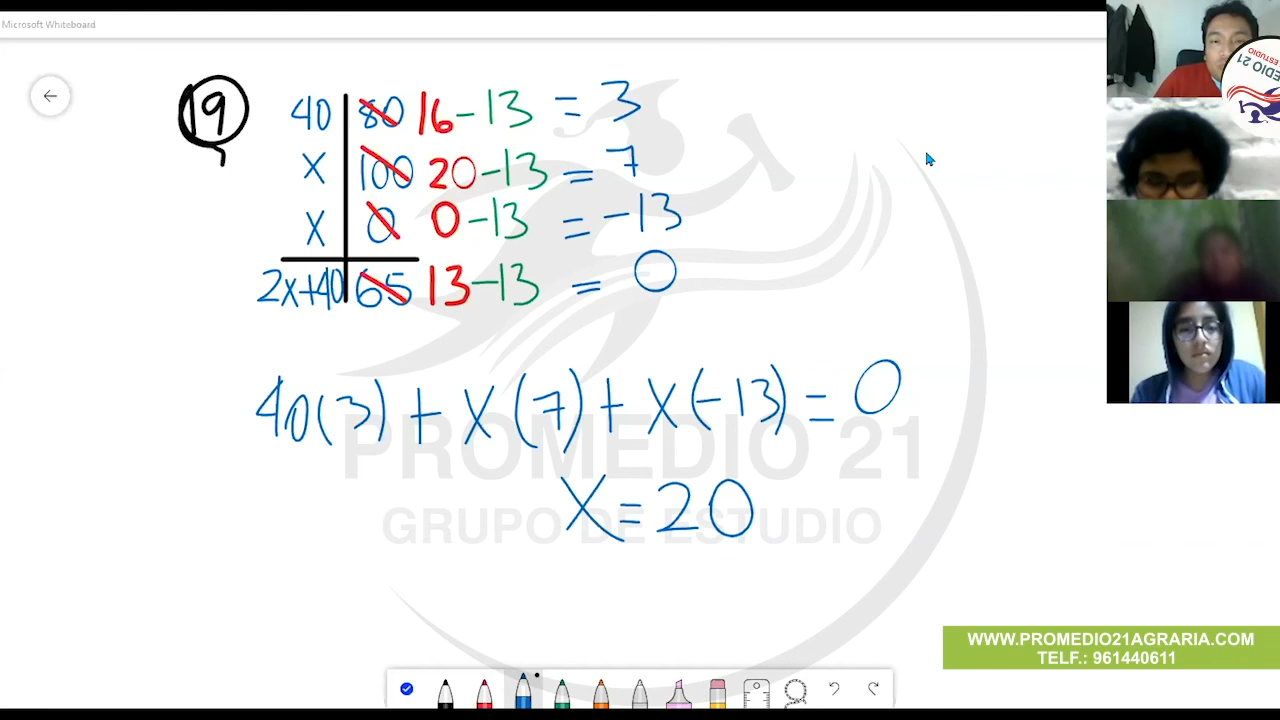 Microsoft Whiteboard
19
40 80 16-13 = 3
X 100 20-13 = 7
X 0 0-13 = -13
2x+40 65 13-13 = 0
40(3) + X(7) + X(-13) = 0
PROMEDIO 21
X = 20
GRUPO DE ESTUDIO
WWW.PROMEDIO21AGRARIA.COM
TELF.: 961440611